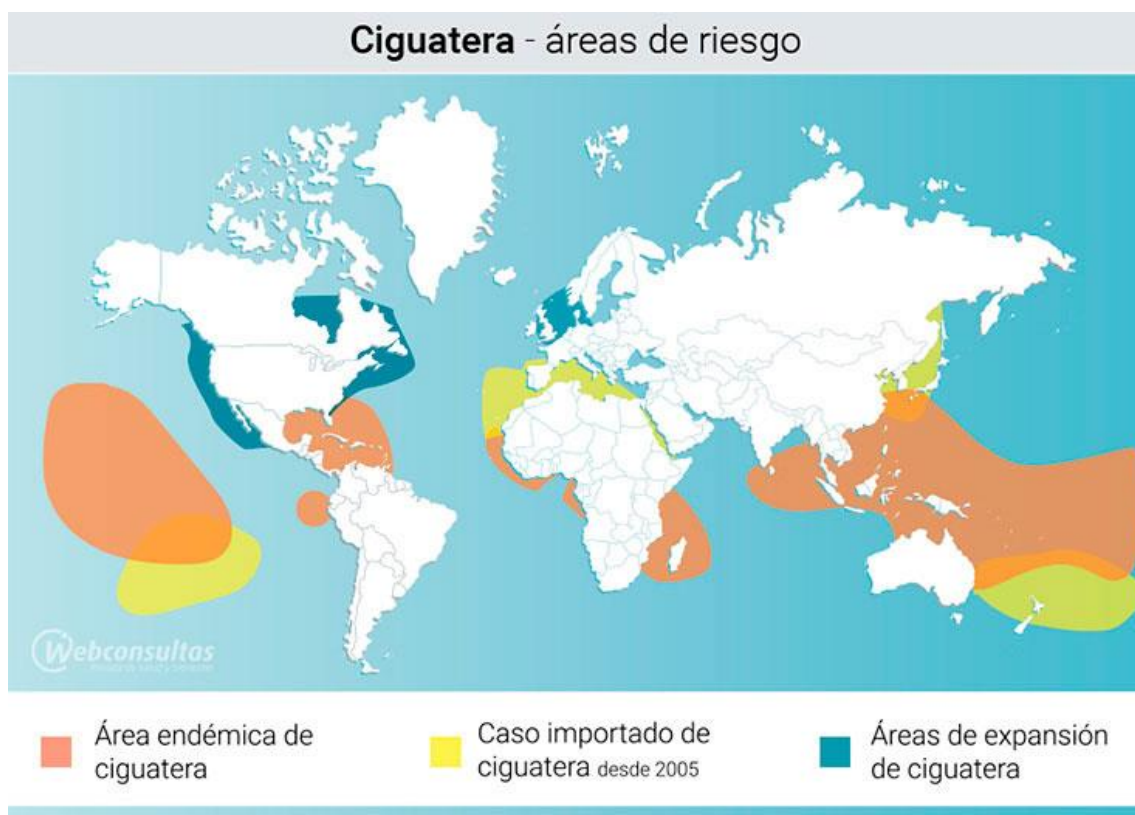 Ciguatera - áreas de riesgo
Webconsultas
Área endémica de
ciguatera
Caso importado de
ciguatera desde 2005
Áreas de expansión
de ciguatera